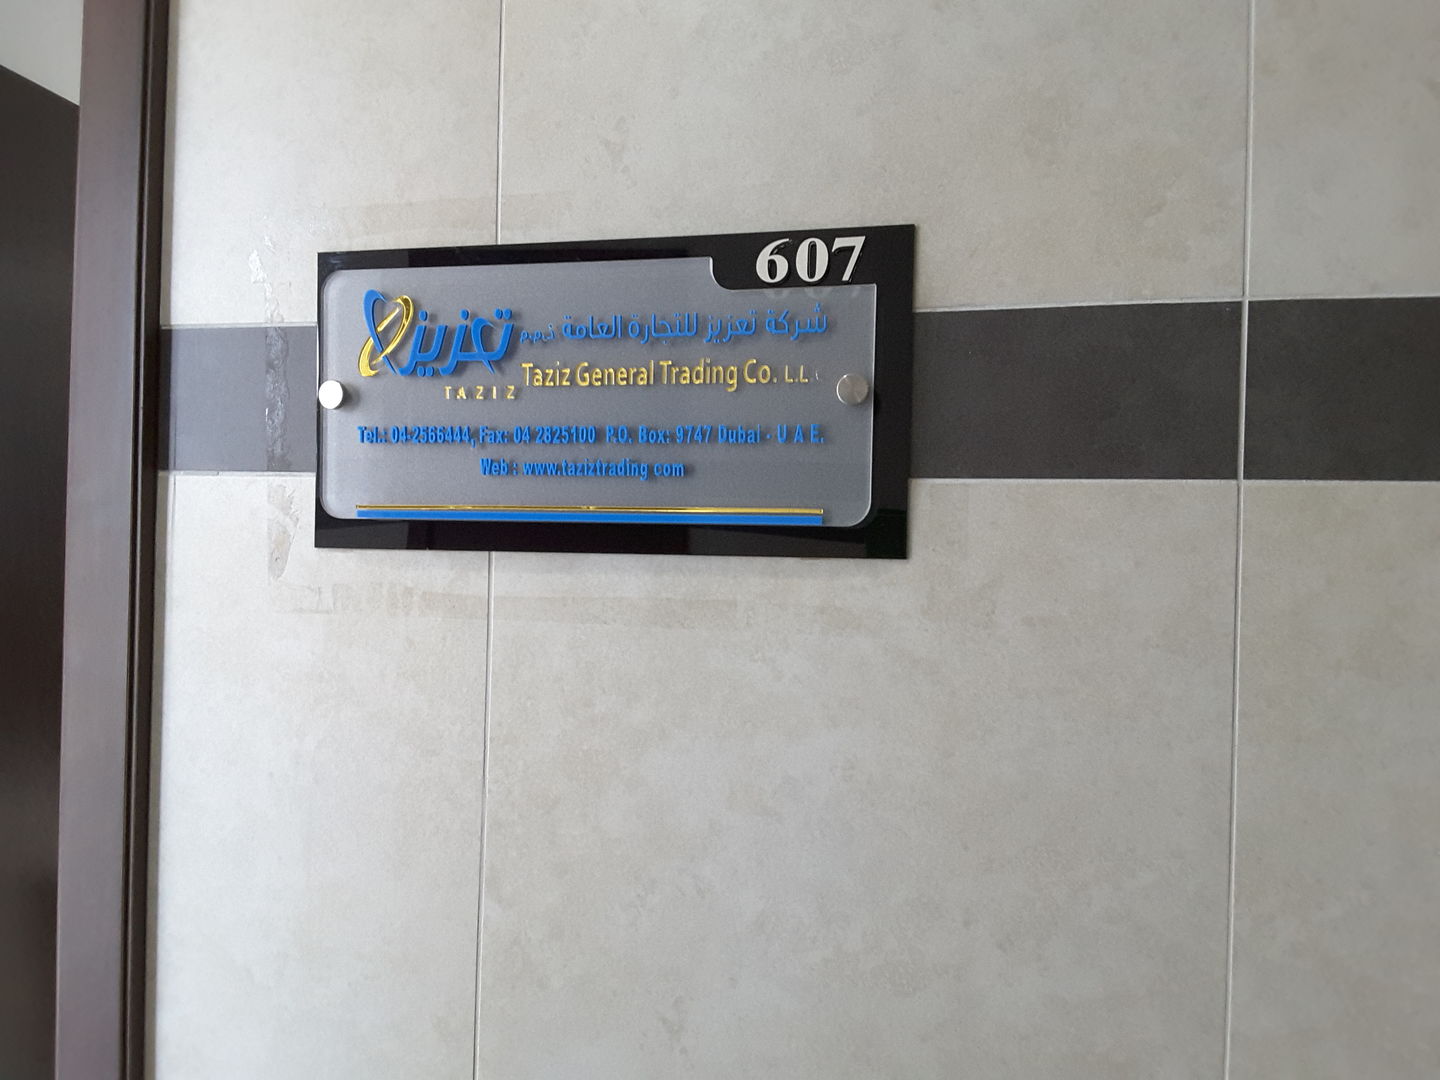 607
تعزيز
TAZIZ
شركة تعزيز للتجارة العامة ذ.م.م
Taziz General Trading Co. L.L
Tel.: 04-2566444, Fax: 04 2825100 P.O. Box: 9747 Dubai - U A E.
Web : www.taziztrading.com